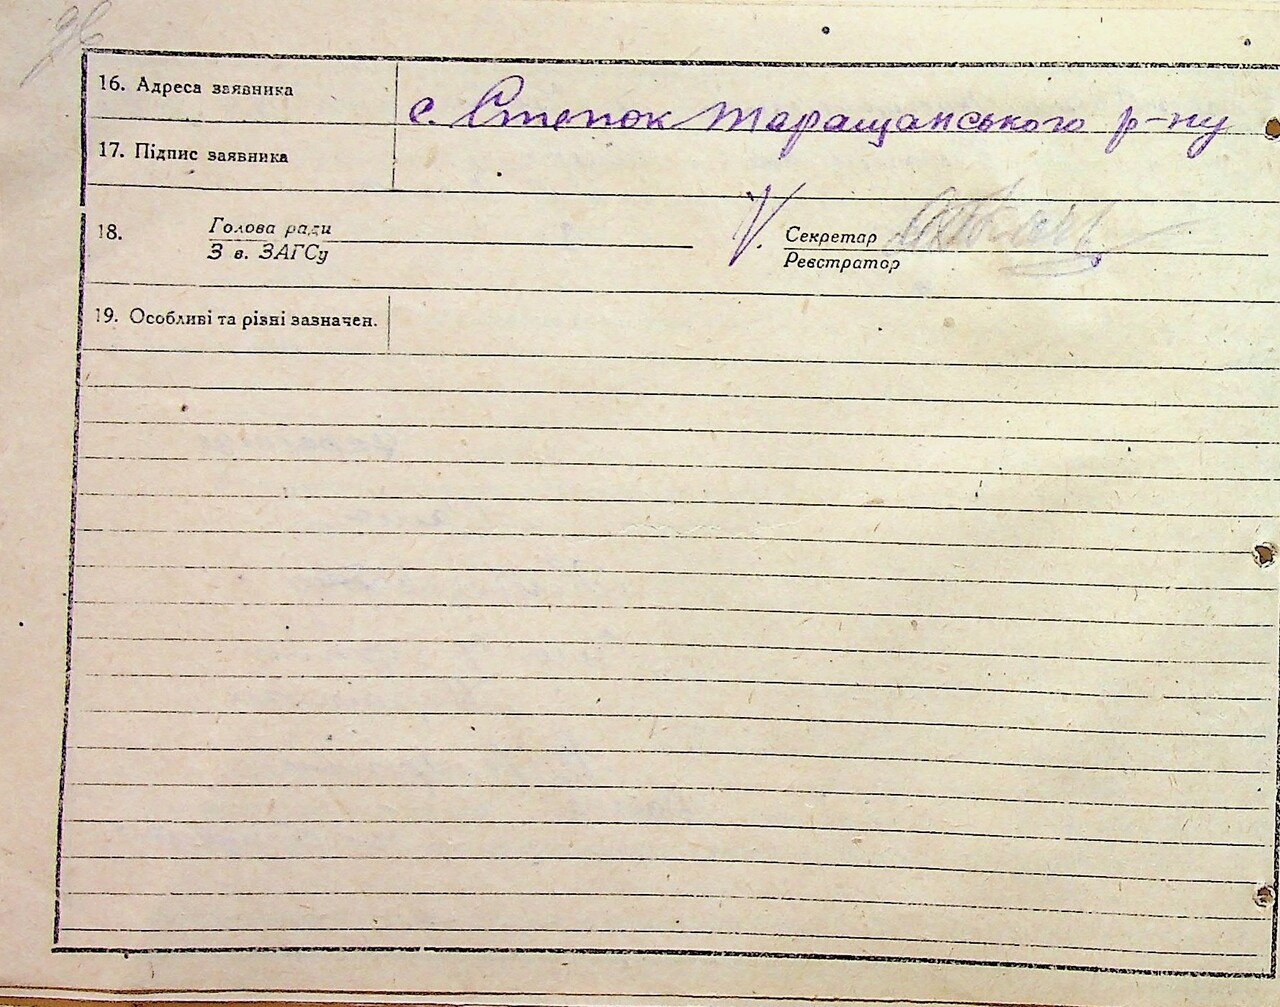 16. Адреса заявника
с. Степок Таращанського р-ну
17. Підпис заявника
18. Голова ради
З в. ЗАГСу
Секретар
Реєстратор
19. Особливі та різні зазначен.